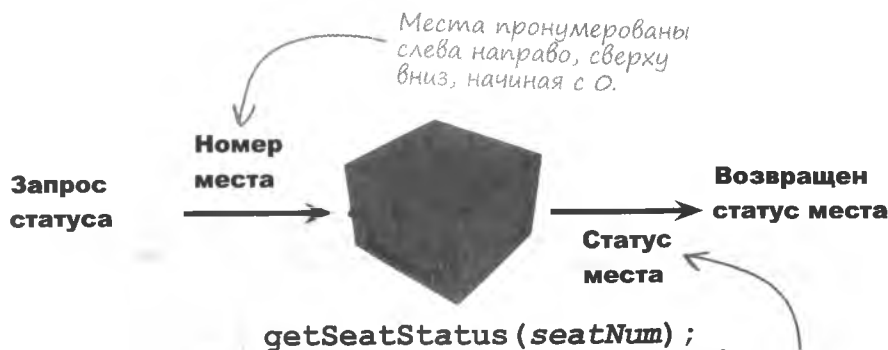 Места пронумерованы
слева направо, сверху
вниз, начиная с 0.
Номер
места
Запрос
статуса
Возвращен
статус места
Статус
места
getSeatStatus(seatNum);